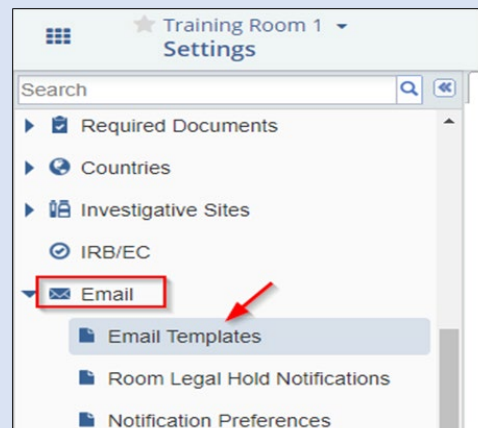 Training Room 1
Settings
Search
Required Documents
Countries
Investigative Sites
IRB/EC
Email
Email Templates
Room Legal Hold Notifications
Notification Preferences